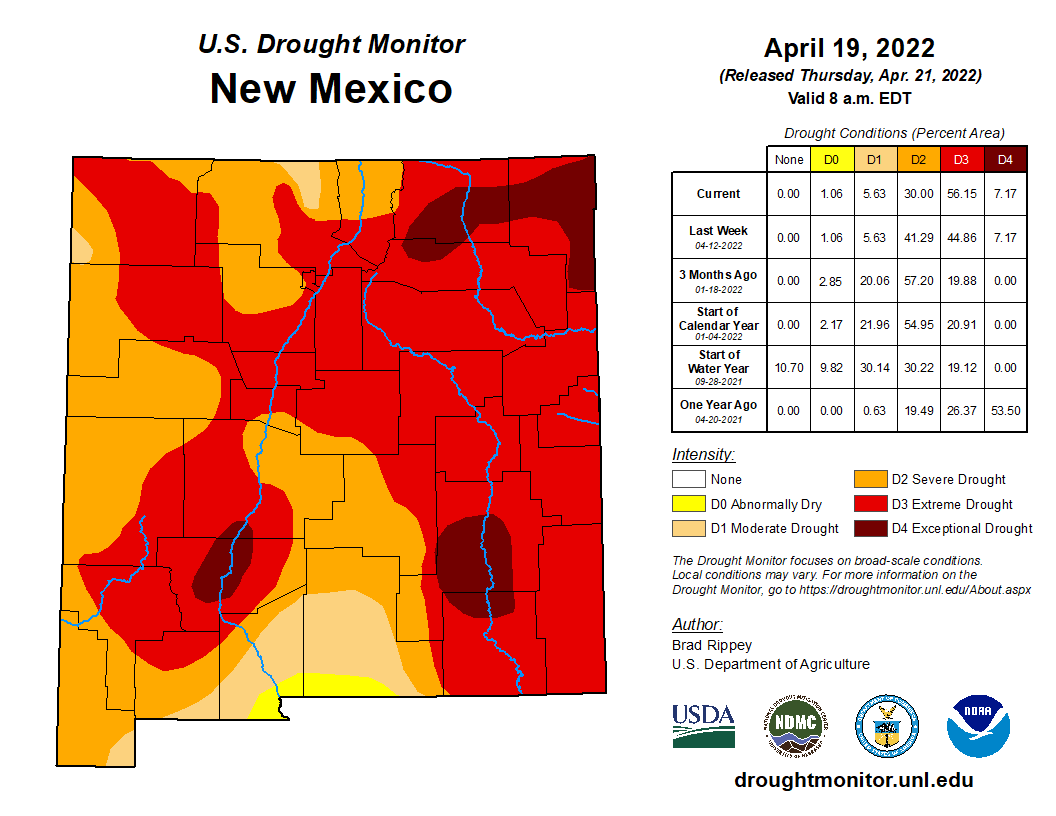 U.S. Drought Monitor
New Mexico
April 19, 2022
(Released Thursday, Apr. 21, 2022)
Valid 8 a.m. EDT
Drought Conditions (Percent Area)
None D0 D1 D2 D3 D4
Current 0.00 1.06 5.63 30.00 56.15 7.17
Last Week 0.00 1.06 5.63 41.29 44.86 7.17
04-12-2022
3 Months Ago 0.00 2.85 20.06 57.20 19.88 0.00
01-18-2022
Start of
Calendar Year 0.00 2.17 21.96 54.95 20.91 0.00
01-04-2022
Start of
Water Year 10.70 9.82 30.14 30.22 19.12 0.00
09-28-2021
One Year Ago 0.00 0.00 0.63 19.49 26.37 53.50
04-20-2021
Intensity:
None D2 Severe Drought
D0 Abnormally Dry D3 Extreme Drought
D1 Moderate Drought D4 Exceptional Drought
The Drought Monitor focuses on broad-scale conditions.
Local conditions may vary. For more information on the
Drought Monitor, go to https://droughtmonitor.unl.edu/About.aspx
Author:
Brad Rippey
U.S. Department of Agriculture
USDA
NDMC
NOAA
droughtmonitor.unl.edu